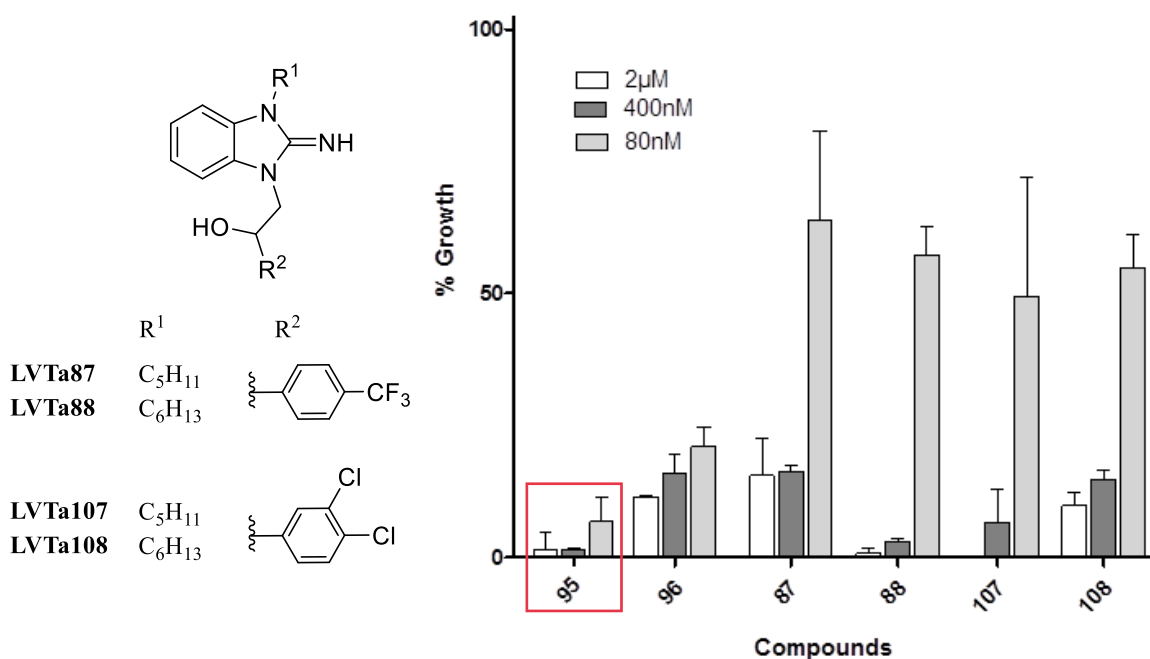 R¹
N
NH
N
HO
R²
R¹ R²
LVTa87 C₅H₁₁
LVTa88 C₆H₁₃
CF₃
Cl
LVTa107 C₅H₁₁
LVTa108 C₆H₁₃
Cl
100
50
0
% Growth
2µM
400nM
80nM
95 96 87 88 107 108
Compounds